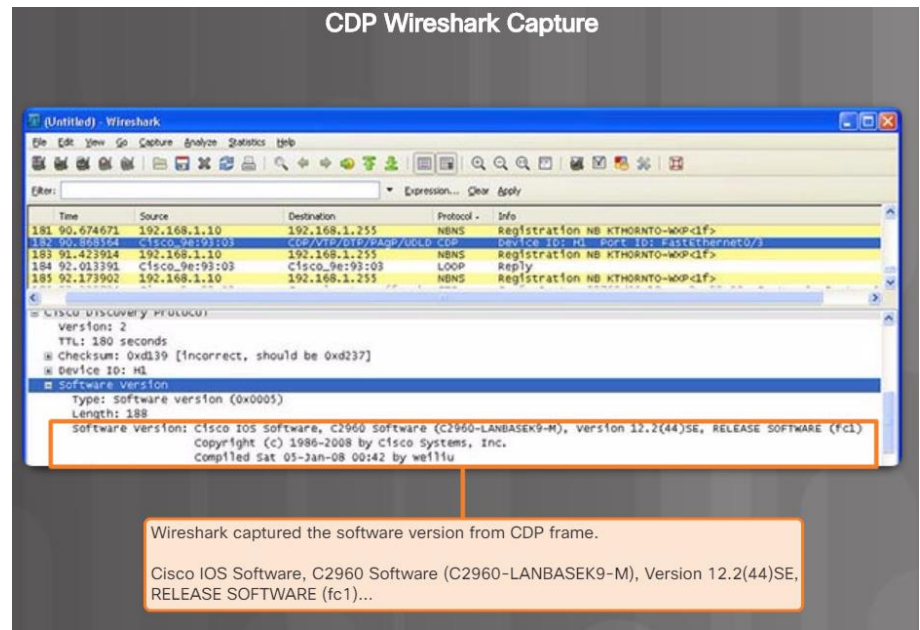 CDP Wireshark Capture
(Untitled) - Wireshark
File Edit View Go Capture Analyze Statistics Help
Filter: Expression... Clear Apply
Time Source Destination Protocol - Info
181 90.674671 192.168.1.10 192.168.1.255 NBNS Registration NB KTHORNTO-WXP<1f>
182 90.868564 Cisco_9e:93:03 CDP/VTP/DTP/PAgP/UDLD CDP Device ID: H1 Port ID: FastEthernet0/3
183 91.423914 192.168.1.10 192.168.1.255 NBNS Registration NB KTHORNTO-WXP<1f>
184 92.013391 Cisco_9e:93:03 Cisco_9e:93:03 LOOP Reply
185 92.173902 192.168.1.10 192.168.1.255 NBNS Registration NB KTHORNTO-WXP<1f>
Cisco Discovery Protocol
Version: 2
TTL: 180 seconds
Checksum: 0xd139 [incorrect, should be 0xd237]
Device ID: H1
Software Version
Type: Software version (0x0005)
Length: 188
Software Version: Cisco IOS Software, C2960 Software (C2960-LANBASEK9-M), Version 12.2(44)SE, RELEASE SOFTWARE (fc1)
Copyright (c) 1986-2008 by Cisco Systems, Inc.
Compiled Sat 05-Jan-08 00:42 by weiliu
Wireshark captured the software version from CDP frame.
Cisco IOS Software, C2960 Software (C2960-LANBASEK9-M), Version 12.2(44)SE,
RELEASE SOFTWARE (fc1)...